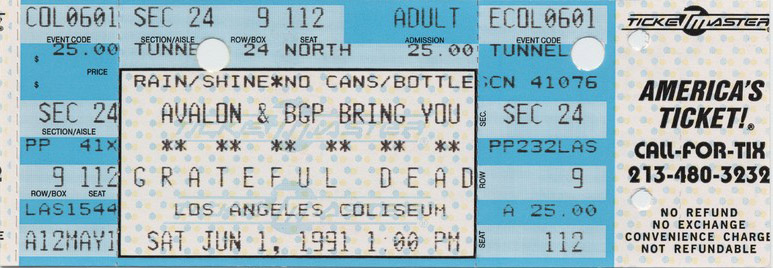 COL0601 SEC 24 9 112 ADULT ECOL0601
EVENT CODE SECTION/AISLE ROW/BOX SEAT ADMISSION EVENT CODE
$ 25.00 TUNNEL 24 NORTH 25.00 TUNNEL
PRICE
$
RAIN/SHINE*NO CANS/BOTTLE
CN 41076
SEC 24 AVALON & BGP BRING YOU SEC 24
SECTION/AISLE SEC.
TICKETMASTER
PP 41X ** ** ** ** ** ** PP232LAS
9 112 GRATEFUL DEAD 9
ROW/BOX SEAT ROW
LAS1544 LOS ANGELES COLISEUM A 25.00
A12MAY1 SAT JUN 1, 1991 1:00 PM 112
SEAT
TICKETMASTER
AMERICA'S
TICKET!®
CALL-FOR-TIX
213-480-3232
NO REFUND
NO EXCHANGE
CONVENIENCE CHARGE
NOT REFUNDABLE